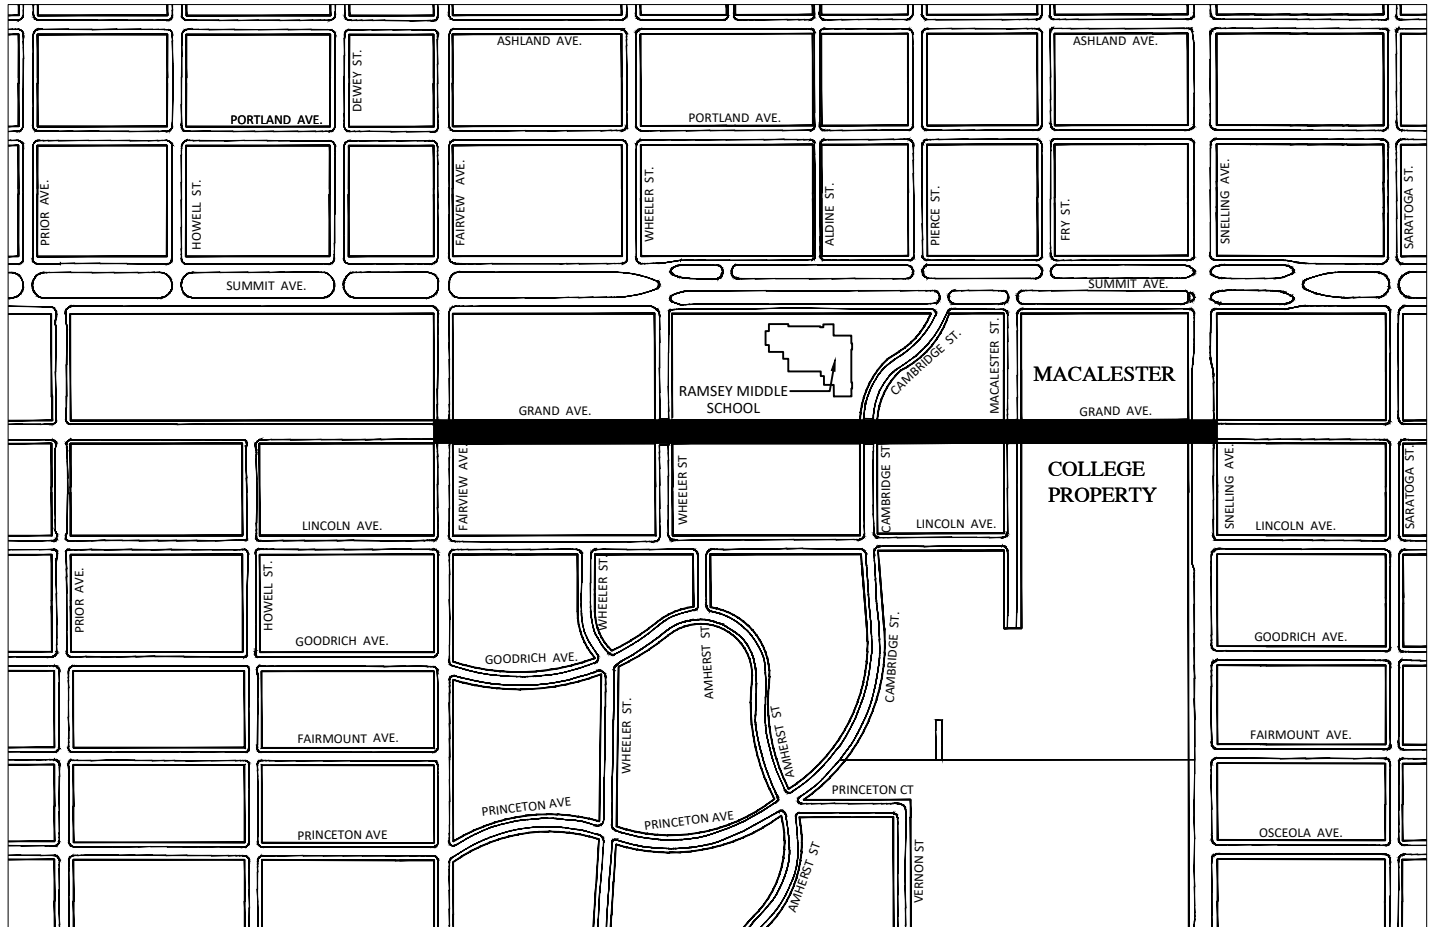 ASHLAND AVE.
ASHLAND AVE.
DEWEY ST.
PORTLAND AVE.
PORTLAND AVE.
PRIOR AVE.
HOWELL ST.
FAIRVEW AVE.
WHEELER ST.
ALDINE ST.
PIERCE ST.
FRY ST.
SNELLING AVE.
SARATOGA ST.
SUMMIT AVE.
SUMMIT AVE.
CAMBRIDGE ST.
MACALESTER ST.
MACALESTER
RAMSEY MIDDLE
SCHOOL
GRAND AVE.
GRAND AVE.
FAIRVIEW AVE.
WHEELER ST
CAMBRIDGE ST
COLLEGE
PROPERTY
SNELLING AVE.
SARATOGA ST.
LINCOLN AVE.
LINCOLN AVE.
LINCOLN AVE.
PRIOR AVE.
HOWELL ST.
WHEELER ST.
GOODRICH AVE.
GOODRICH AVE.
GOODRICH AVE.
AMHERST ST
CAMBRIDGE ST.
WHEELER ST.
AMHERST ST
FAIRMOUNT AVE.
FAIRMOUNT AVE.
PRINCETON CT
PRINCETON AVE
PRINCETON AVE
PRINCETON AVE
OSCEOLA AVE.
AMHERST ST
VERNON ST